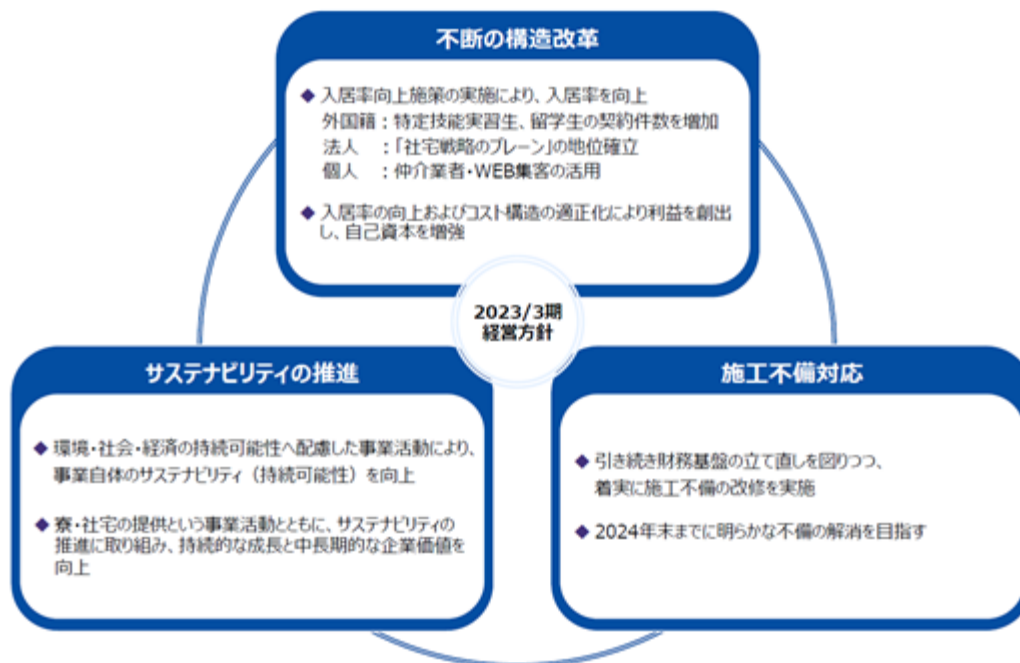 不断の構造改革
◆ 入居率向上施策の実施により、入居率を向上
外国籍：特定技能実習生、留学生の契約件数を増加
法人　：「社宅戦略のブレーン」の地位確立
個人　：仲介業者・WEB集客の活用
◆ 入居率の向上およびコスト構造の適正化により利益を創出
し、自己資本を増強
2023/3期
経営方針
サステナビリティの推進
◆ 環境・社会・経済の持続可能性へ配慮した事業活動により、
事業自体のサステナビリティ（持続可能性）を向上
◆ 寮・社宅の提供という事業活動とともに、サステナビリティの
推進に取り組み、持続的な成長と中長期的な企業価値を
向上
施工不備対応
◆ 引き続き財務基盤の立て直しを図りつつ、
着実に施工不備の改修を実施
◆ 2024年末までに明らかな不備の解消を目指す